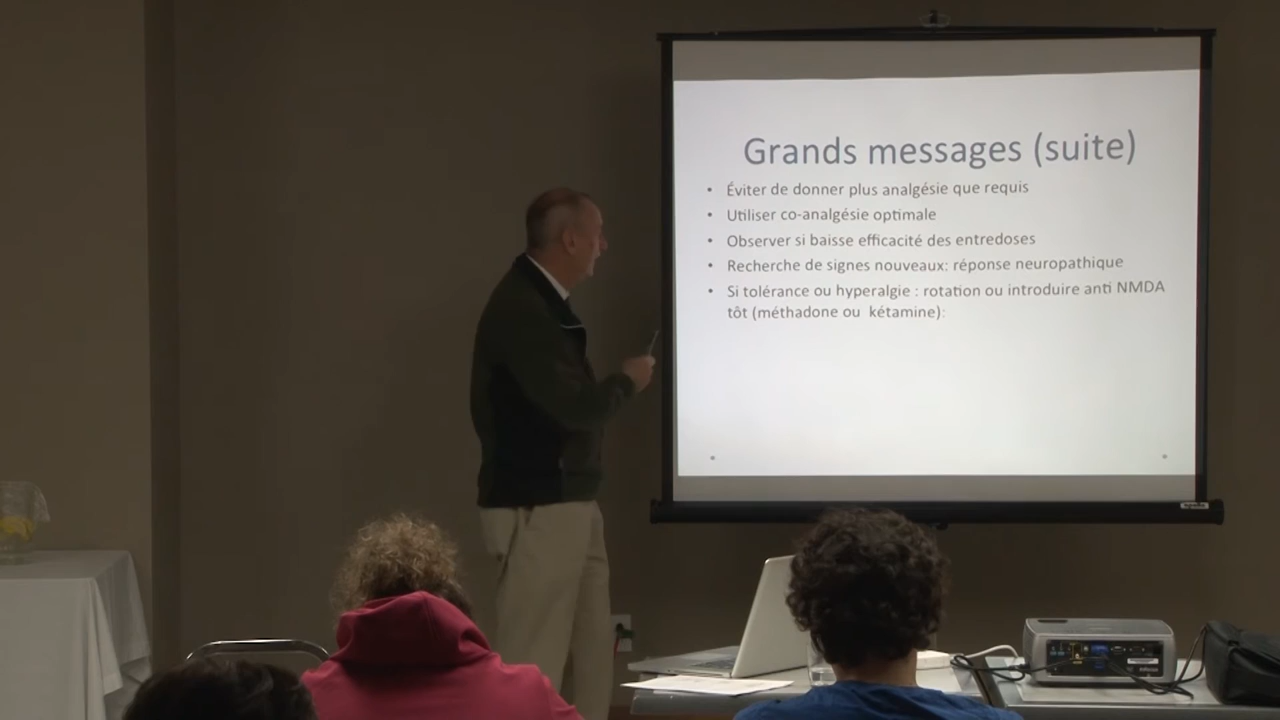 Grands messages (suite)
• Éviter de donner plus analgésie que requis
• Utiliser co-analgésie optimale
• Observer si baisse efficacité des entredoses
• Recherche de signes nouveaux: réponse neuropathique
• Si tolérance ou hyperalgie : rotation ou introduire anti NMDA
tôt (méthadone ou kétamine):